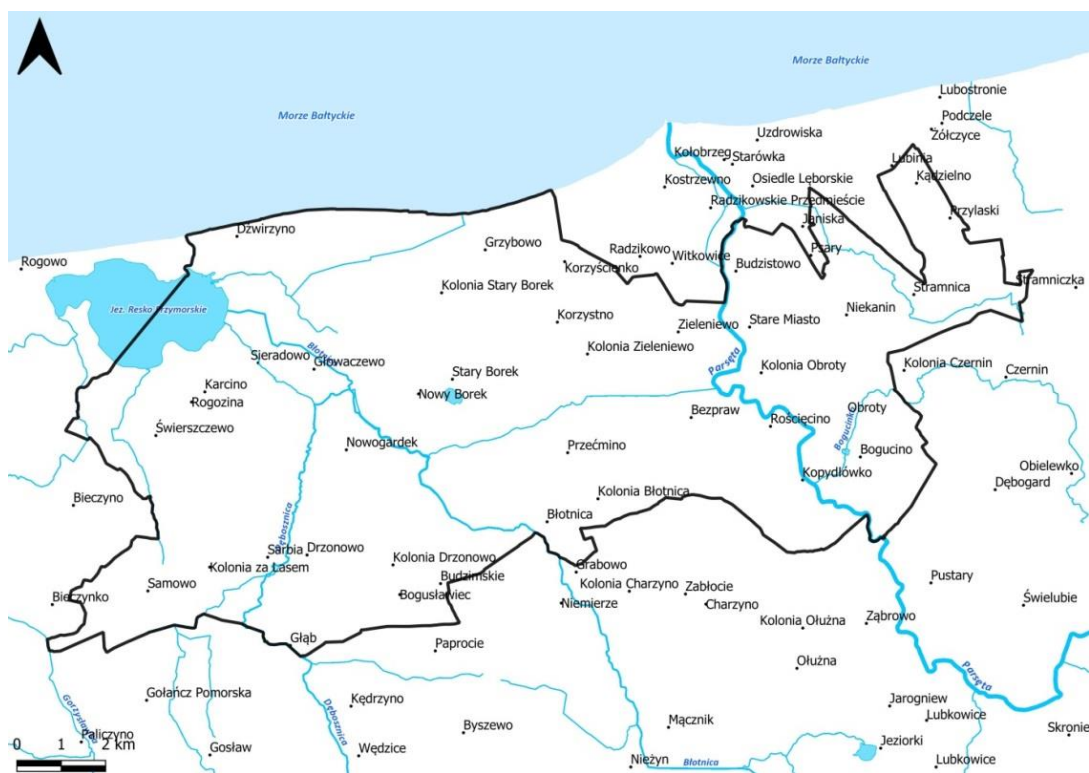 Morze Bałtyckie
Morze Bałtyckie
Lubostronie
Podczele
Żółczyce
Uzdrowiska
Kołobrzeg
Starówka
Lubinia
Kostrzewno
Osiedle Lęborskie
Kądzielno
Radzikowskie Przedmieście
Janiska
Przylaski
Dźwirzyno
Grzybowo
Radzikowo
Witkowice
Psary
Rogowo
Korzyścienko
Budzistowo
Kolonia Stary Borek
Stramnica
Stramniczka
Jez. Resko Przymorskie
Niekanin
Korzystno
Zieleniewo
Stare Miasto
Błotnica
Sieradowo
Głowaczewo
Kolonia Zieleniewo
Parsęta
Kolonia Obroty
Kolonia Czernin
Czernin
Stary Borek
Karcino
Nowy Borek
Rogozina
Bezpraw
Rościęcino
Obroty
Świerszczewo
Nowogardek
Przećmino
Bogucinka
Bogucino
Kopydłówko
Obielewko
Dębogard
Bieczyno
Kolonia Błotnica
Błotnica
Dębosznica
Sarbia
Drzonowo
Kolonia Drzonowo
Kolonia za Lasem
Grabowo
Budzimskie
Kolonia Charzyno
Zabłocie
Pustary
Samowo
Bogusławiec
Niemierze
Charzyno
Świelubie
Bieczynko
Kolonia Ołużna
Ząbrowo
Głąb
Paprocie
Ołużna
Parsęta
Gołańcz Pomorska
Kędrzyno
Jarogniew
Gorzysława
Dębosznica
Mącznik
Lubkowice
Paliczyno
Byszewo
Skronie
Gosław
Wędzice
Jeziorki
Nieżyn
Błotnica
Lubkowice
0 1 2 km